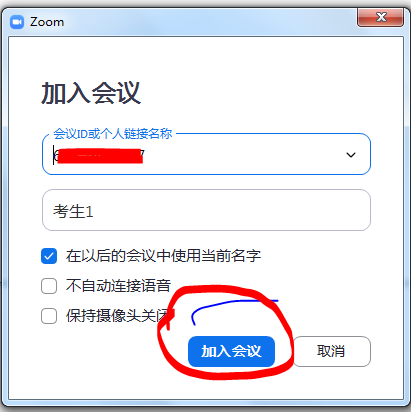 Zoom
加入会议
会议ID或个人链接名称
考生1
在以后的会议中使用当前名字
不自动连接语音
保持摄像头关闭
加入会议
取消